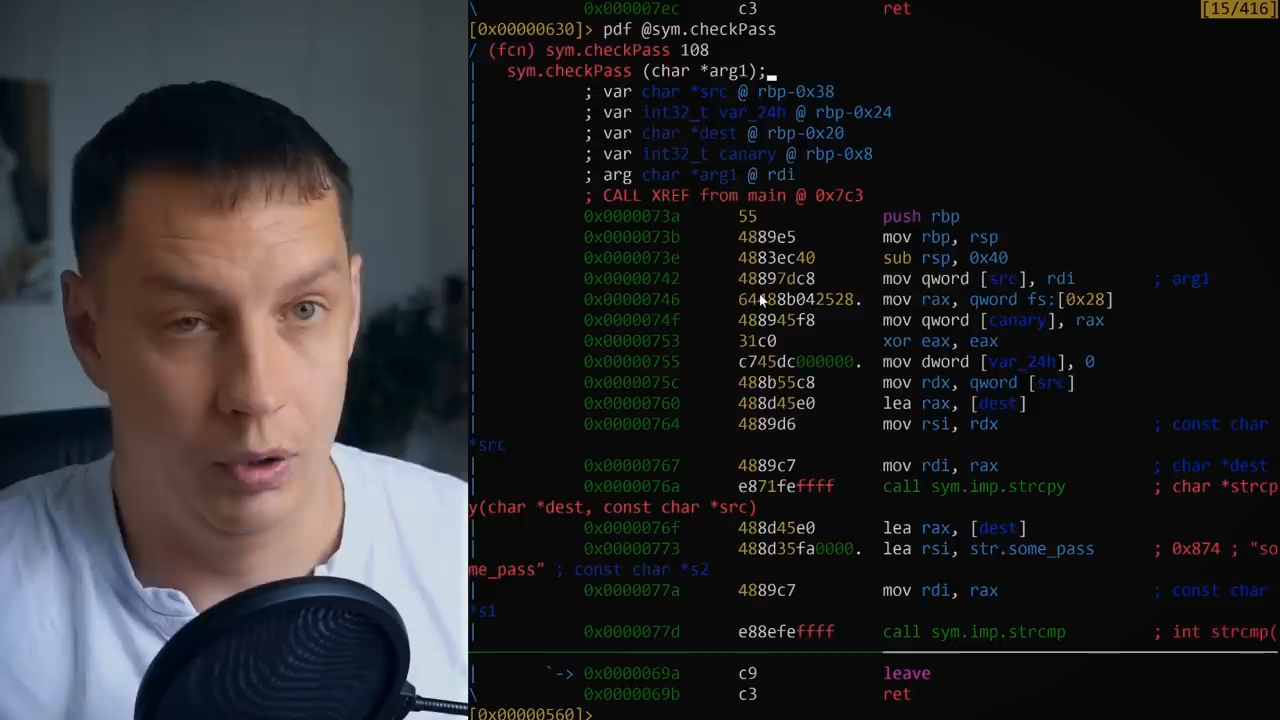 \ 0x000007ec c3 ret [15/416]
[0x00000630]> pdf @sym.checkPass
/ (fcn) sym.checkPass 108
| sym.checkPass (char *arg1);
| ; var char *src @ rbp-0x38
| ; var int32_t var_24h @ rbp-0x24
| ; var char *dest @ rbp-0x20
| ; var int32_t canary @ rbp-0x8
| ; arg char *arg1 @ rdi
| ; CALL XREF from main @ 0x7c3
| 0x0000073a 55 push rbp
| 0x0000073b 4889e5 mov rbp, rsp
| 0x0000073e 4883ec40 sub rsp, 0x40
| 0x00000742 48897dc8 mov qword [src], rdi ; arg1
| 0x00000746 64488b042528. mov rax, qword fs:[0x28]
| 0x0000074f 488945f8 mov qword [canary], rax
| 0x00000753 31c0 xor eax, eax
| 0x00000755 c745dc000000. mov dword [var_24h], 0
| 0x0000075c 488b55c8 mov rdx, qword [src]
| 0x00000760 488d45e0 lea rax, [dest]
| 0x00000764 4889d6 mov rsi, rdx ; const char
*src
| 0x00000767 4889c7 mov rdi, rax ; char *dest
| 0x0000076a e871feffff call sym.imp.strcpy ; char *strcp
y(char *dest, const char *src)
| 0x0000076f 488d45e0 lea rax, [dest]
| 0x00000773 488d35fa0000. lea rsi, str.some_pass ; 0x874 ; "so
me_pass" ; const char *s2
| 0x0000077a 4889c7 mov rdi, rax ; const char
*s1
| 0x0000077d e88efeffff call sym.imp.strcmp ; int strcmp(
| `-> 0x0000069a c9 leave
\ 0x0000069b c3 ret
[0x00000560]>